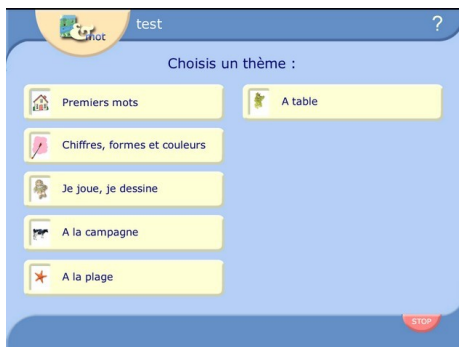 mot
test
?
Choisis un thème :
Premiers mots
Chiffres, formes et couleurs
Je joue, je dessine
A la campagne
A la plage
A table
STOP